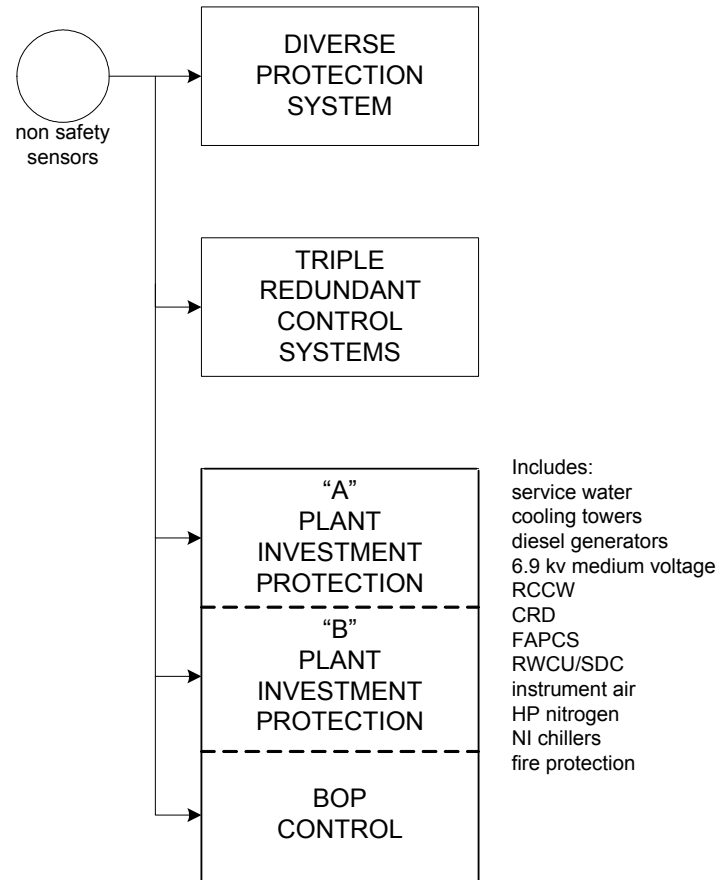 DIVERSE
PROTECTION
SYSTEM
non safety
sensors
TRIPLE
REDUNDANT
CONTROL
SYSTEMS
“A”
PLANT
INVESTMENT
PROTECTION
“B”
PLANT
INVESTMENT
PROTECTION
BOP
CONTROL
Includes:
service water
cooling towers
diesel generators
6.9 kv medium voltage
RCCW
CRD
FAPCS
RWCU/SDC
instrument air
HP nitrogen
NI chillers
fire protection